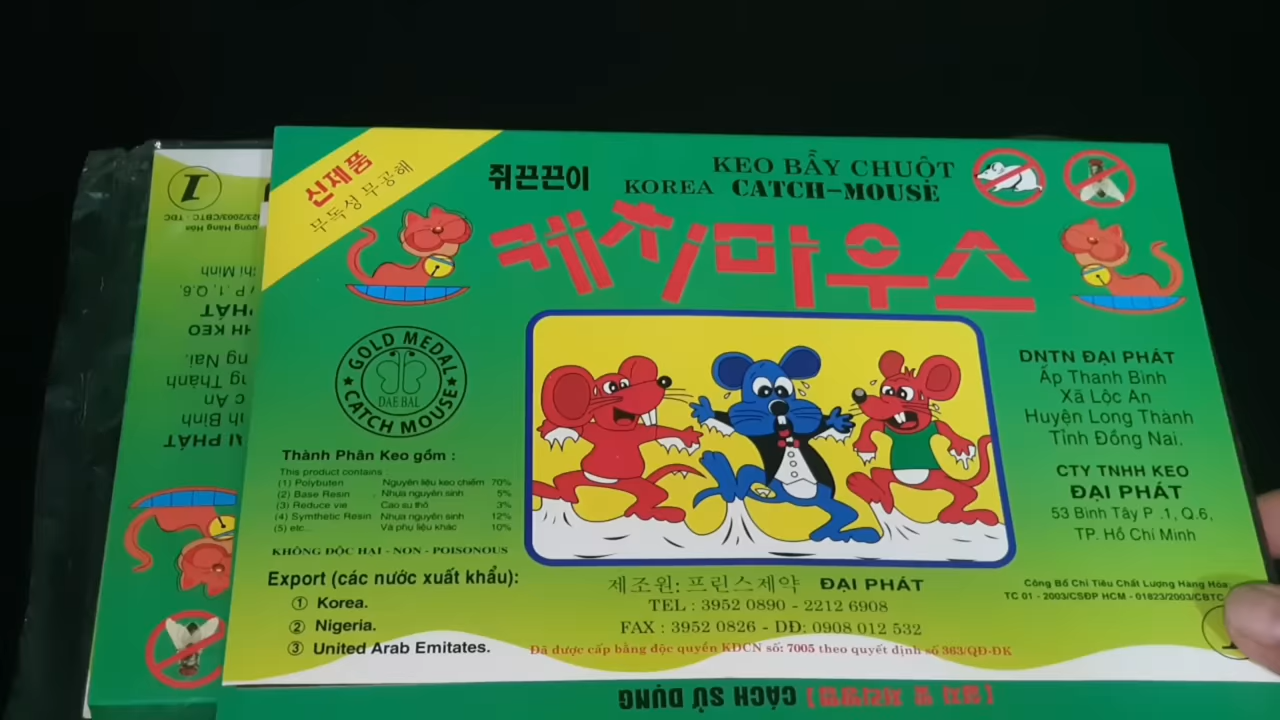 신제품
무독성 무공해
쥐끈끈이
KEO BẪY CHUỘT
KOREA CATCH-MOUSE
캐치마우스
GOLD MEDAL
DAE BAL
CATCH MOUSE
Thành Phân Keo gồm :
This product contains :
(1) Polybuten Nguyên liệu keo chiếm 70%
(2) Base Resin Nhựa nguyên sinh 5%
(3) Reduce vie Cao su thô 3%
(4) Symthetic Resin Nhựa nguyên sinh 12%
(5) etc... Và phụ liệu khác 10%
KHÔNG ĐỘC HẠI - NON - POISONOUS
Export (các nước xuất khẩu):
① Korea.
② Nigeria.
③ United Arab Emitates.
DNTN ĐẠI PHÁT
Ấp Thanh Bình
Xã Lộc An
Huyện Long Thành
Tỉnh Đồng Nai.
CTY TNHH KEO
ĐẠI PHÁT
53 Bình Tây P .1, Q.6,
TP. Hồ Chí Minh
제조원: 프린스제약 ĐẠI PHÁT
TEL : 3952 0890 - 2212 6908
FAX : 3952 0826 - DĐ: 0908 012 532
Đã được cấp bằng độc quyền KDCN số: 7005 theo quyết định số 363/QĐ-ĐK
Công Bố Chỉ Tiêu Chất Lượng Hàng Hóa
TC 01 - 2003/CSĐP HCM - 01823/2003/CBTC
CÁCH SỬ DỤNG
1